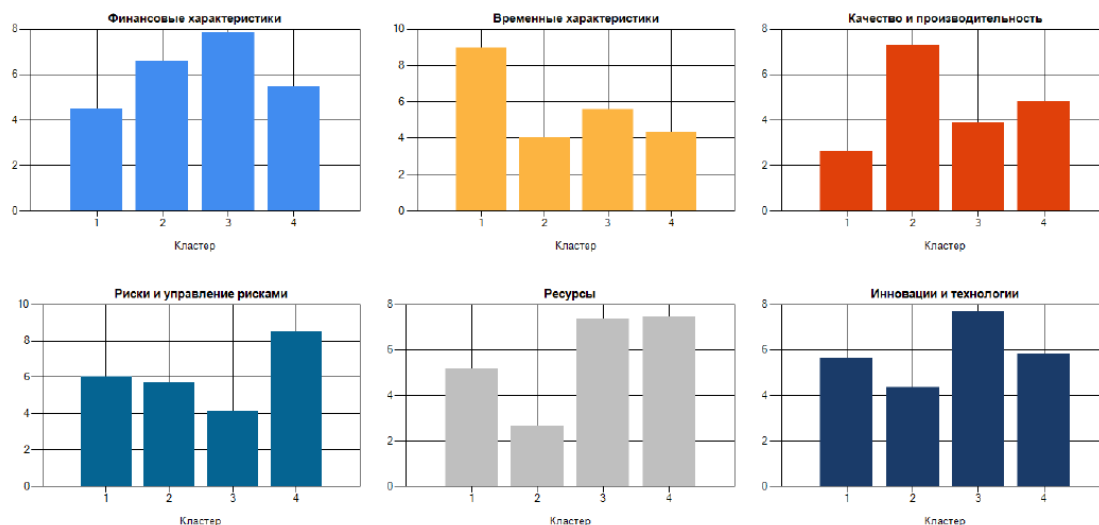 Финансовые характеристики
8
6
4
2
0
1 2 3 4
Кластер
Временные характеристики
10
8
6
4
2
0
1 2 3 4
Кластер
Качество и производительность
8
6
4
2
0
1 2 3 4
Кластер
Риски и управление рисками
10
8
6
4
2
0
1 2 3 4
Кластер
Ресурсы
8
6
4
2
0
1 2 3 4
Кластер
Инновации и технологии
8
6
4
2
0
1 2 3 4
Кластер